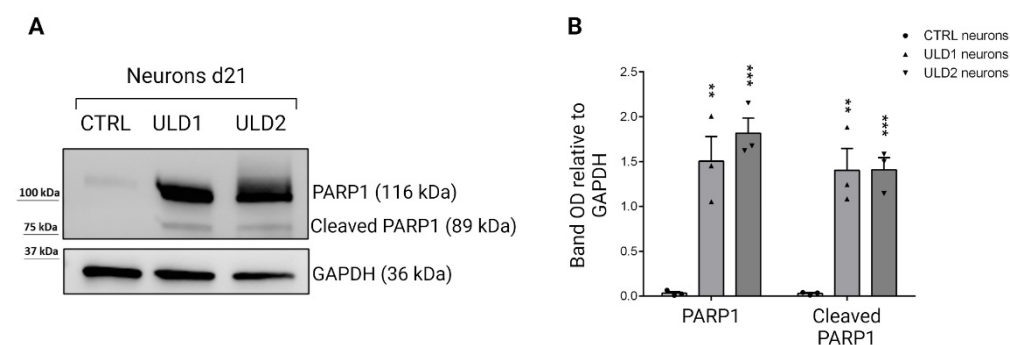 A
Neurons d21
CTRL ULD1 ULD2
100 kDa
75 kDa
37 kDa
PARP1 (116 kDa)
Cleaved PARP1 (89 kDa)
GAPDH (36 kDa)
B
CTRL neurons
ULD1 neurons
ULD2 neurons
Band OD relative to
GAPDH
2.5
2.0
1.5
1.0
0.5
0.0
** *** ** ***
PARP1
Cleaved
PARP1